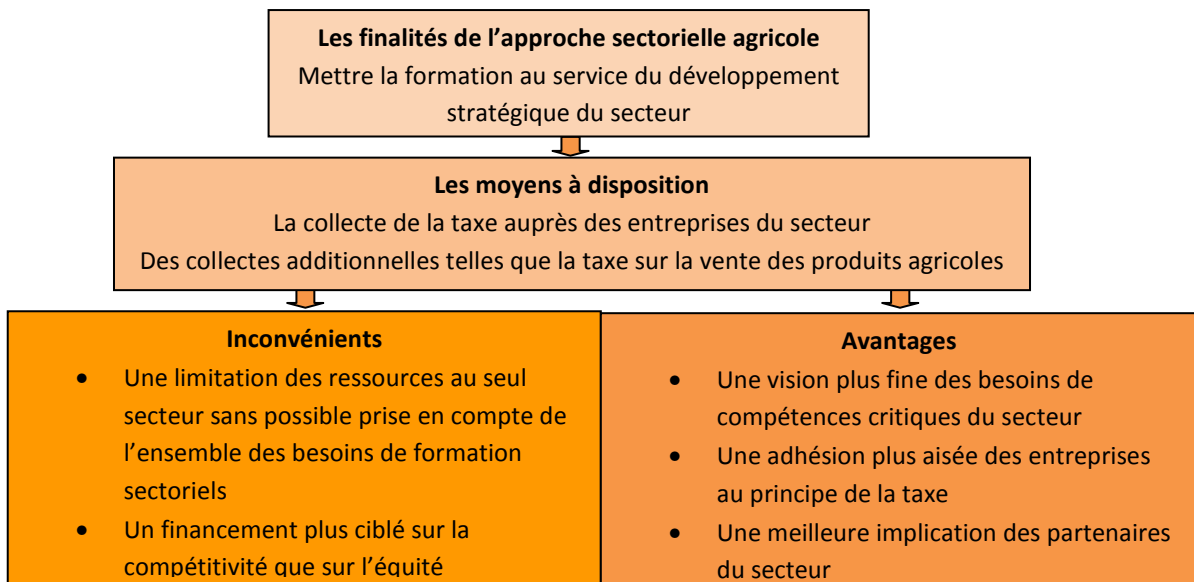 Les finalités de l’approche sectorielle agricole
Mettre la formation au service du développement
stratégique du secteur
Les moyens à disposition
La collecte de la taxe auprès des entreprises du secteur
Des collectes additionnelles telles que la taxe sur la vente des produits agricoles
Inconvénients
• Une limitation des ressources au seul
secteur sans possible prise en compte de
l’ensemble des besoins de formation
sectoriels
• Un financement plus ciblé sur la
compétitivité que sur l’équité
Avantages
• Une vision plus fine des besoins de
compétences critiques du secteur
• Une adhésion plus aisée des entreprises
au principe de la taxe
• Une meilleure implication des partenaires
du secteur